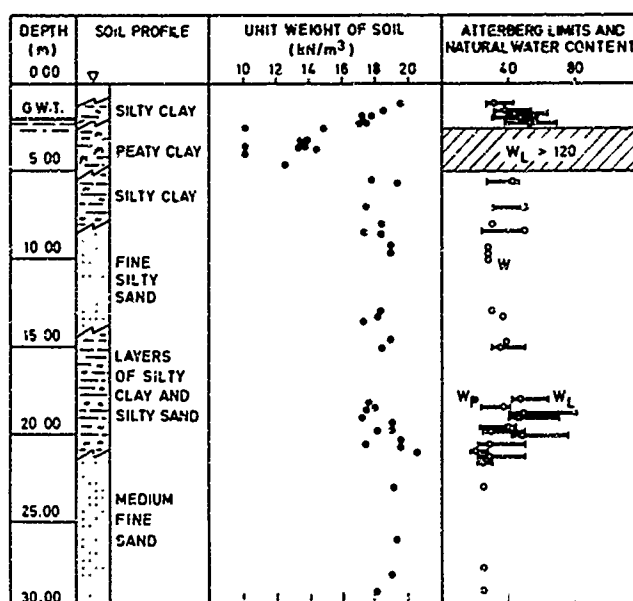 DEPTH (m)
SOIL PROFILE
UNIT WEIGHT OF SOIL
(kN/m³)
ATTERBERG LIMITS AND
NATURAL WATER CONTENT
0.00
10 12 14 16 18 20
40 80
G.W.T.
SILTY CLAY
PEATY CLAY
W_L > 120
5.00
SILTY CLAY
10 00
FINE
SILTY
SAND
W
15.00
LAYERS
OF SILTY
CLAY AND
SILTY SAND
W_P W_L
20.00
25.00
MEDIUM
FINE
SAND
30.00